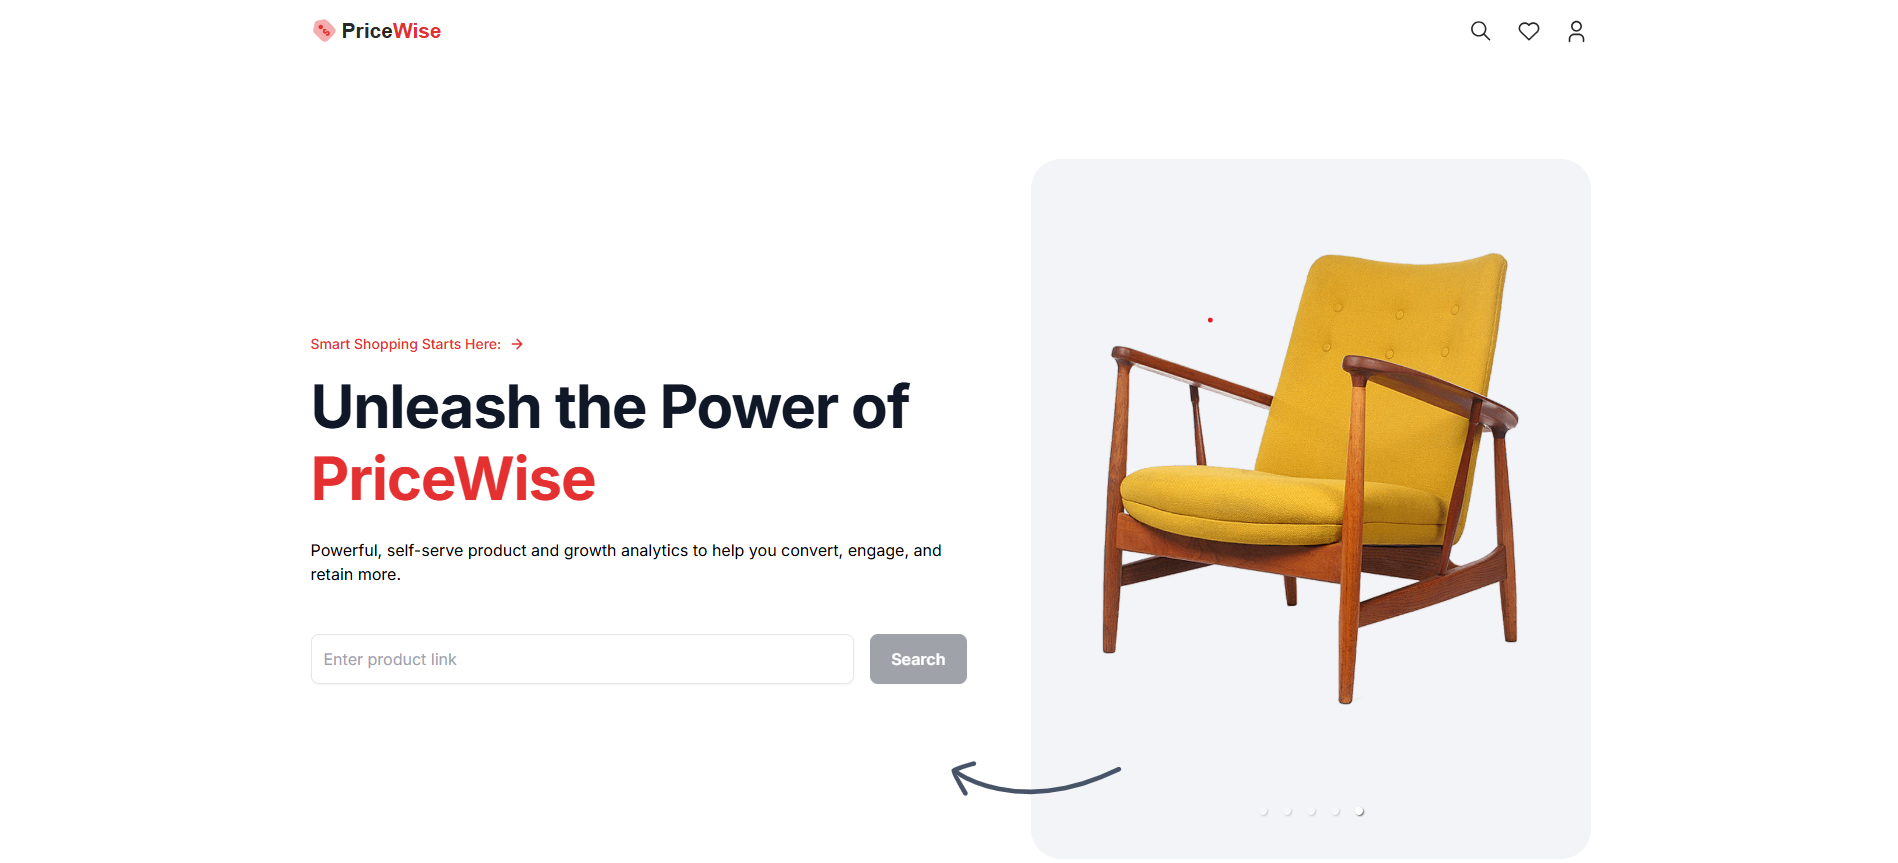 PriceWise
Smart Shopping Starts Here:
Unleash the Power of
PriceWise
Powerful, self-serve product and growth analytics to help you convert, engage, and
retain more.
Enter product link
Search